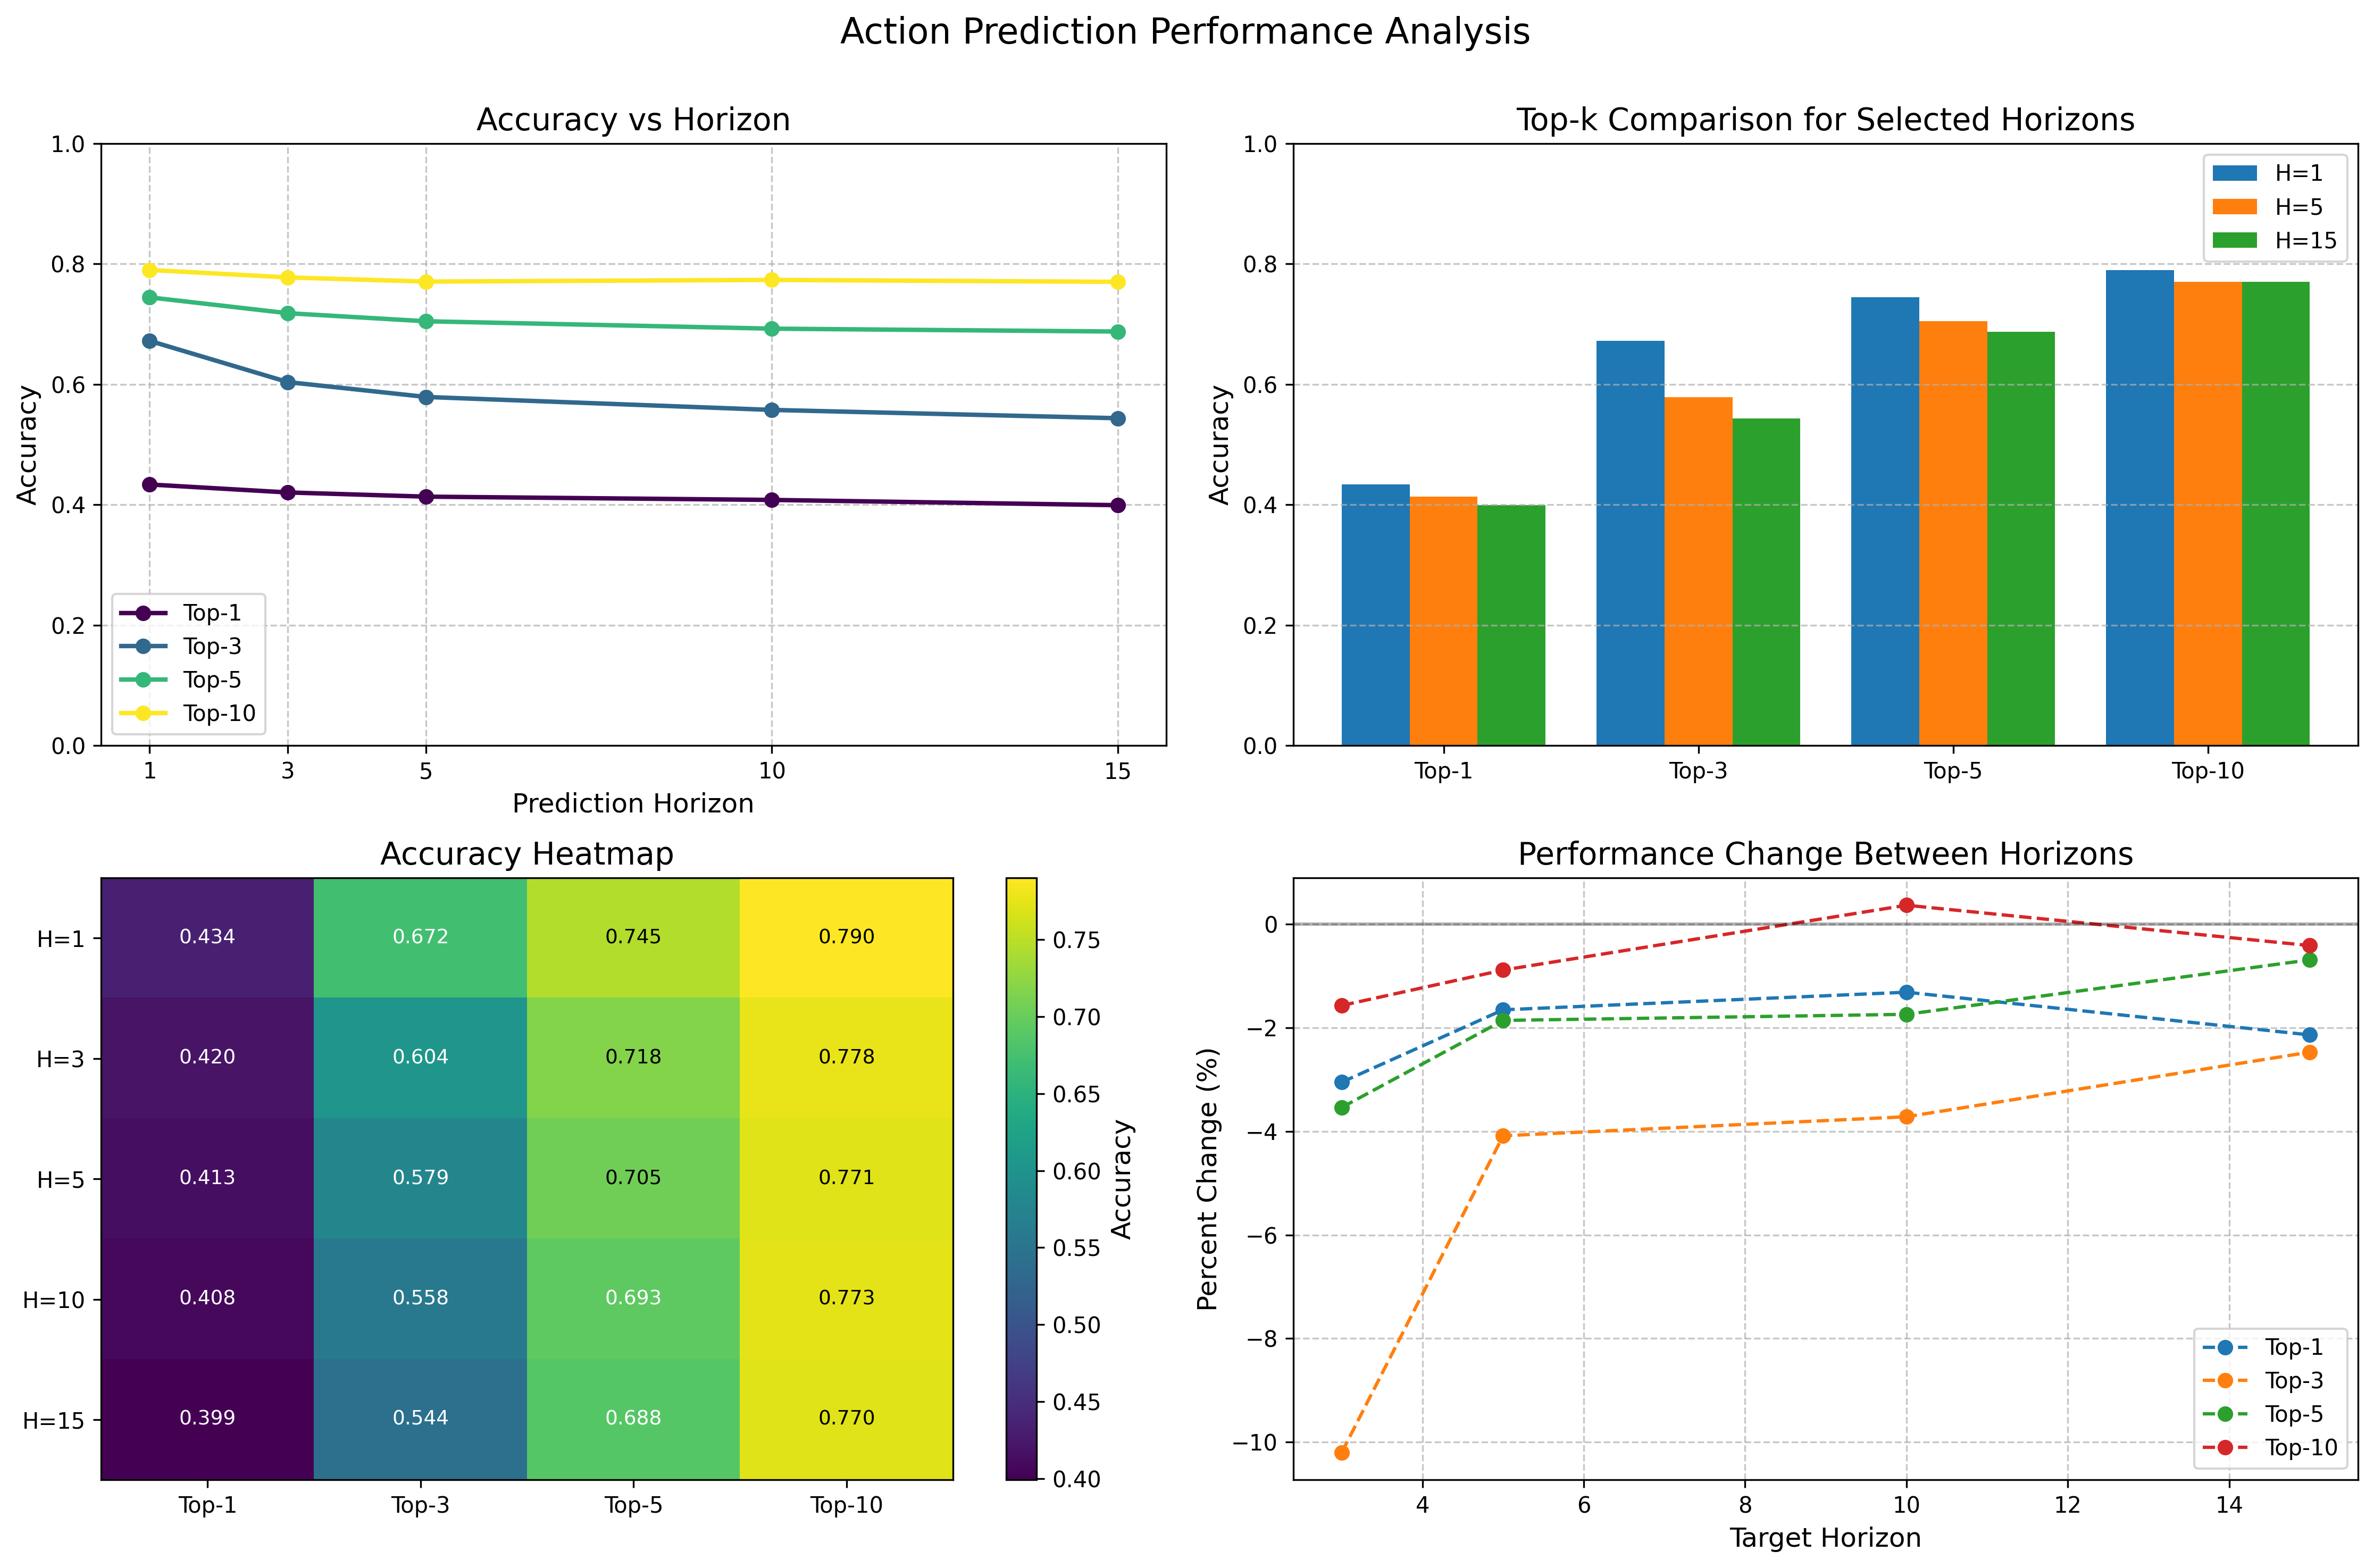 Action Prediction Performance Analysis
Accuracy vs Horizon
1.0
0.8
0.6
0.4
0.2
0.0
Accuracy
Top-1
Top-3
Top-5
Top-10
1 3 5 10 15
Prediction Horizon
Top-k Comparison for Selected Horizons
1.0
0.8
0.6
0.4
0.2
0.0
Accuracy
H=1
H=5
H=15
Top-1 Top-3 Top-5 Top-10
Accuracy Heatmap
H=1 0.434 0.672 0.745 0.790
H=3 0.420 0.604 0.718 0.778
H=5 0.413 0.579 0.705 0.771
H=10 0.408 0.558 0.693 0.773
H=15 0.399 0.544 0.688 0.770
Top-1 Top-3 Top-5 Top-10
0.75
0.70
0.65
0.60
0.55
0.50
0.45
0.40
Accuracy
Performance Change Between Horizons
0
−2
−4
−6
−8
−10
Percent Change (%)
Top-1
Top-3
Top-5
Top-10
4 6 8 10 12 14
Target Horizon